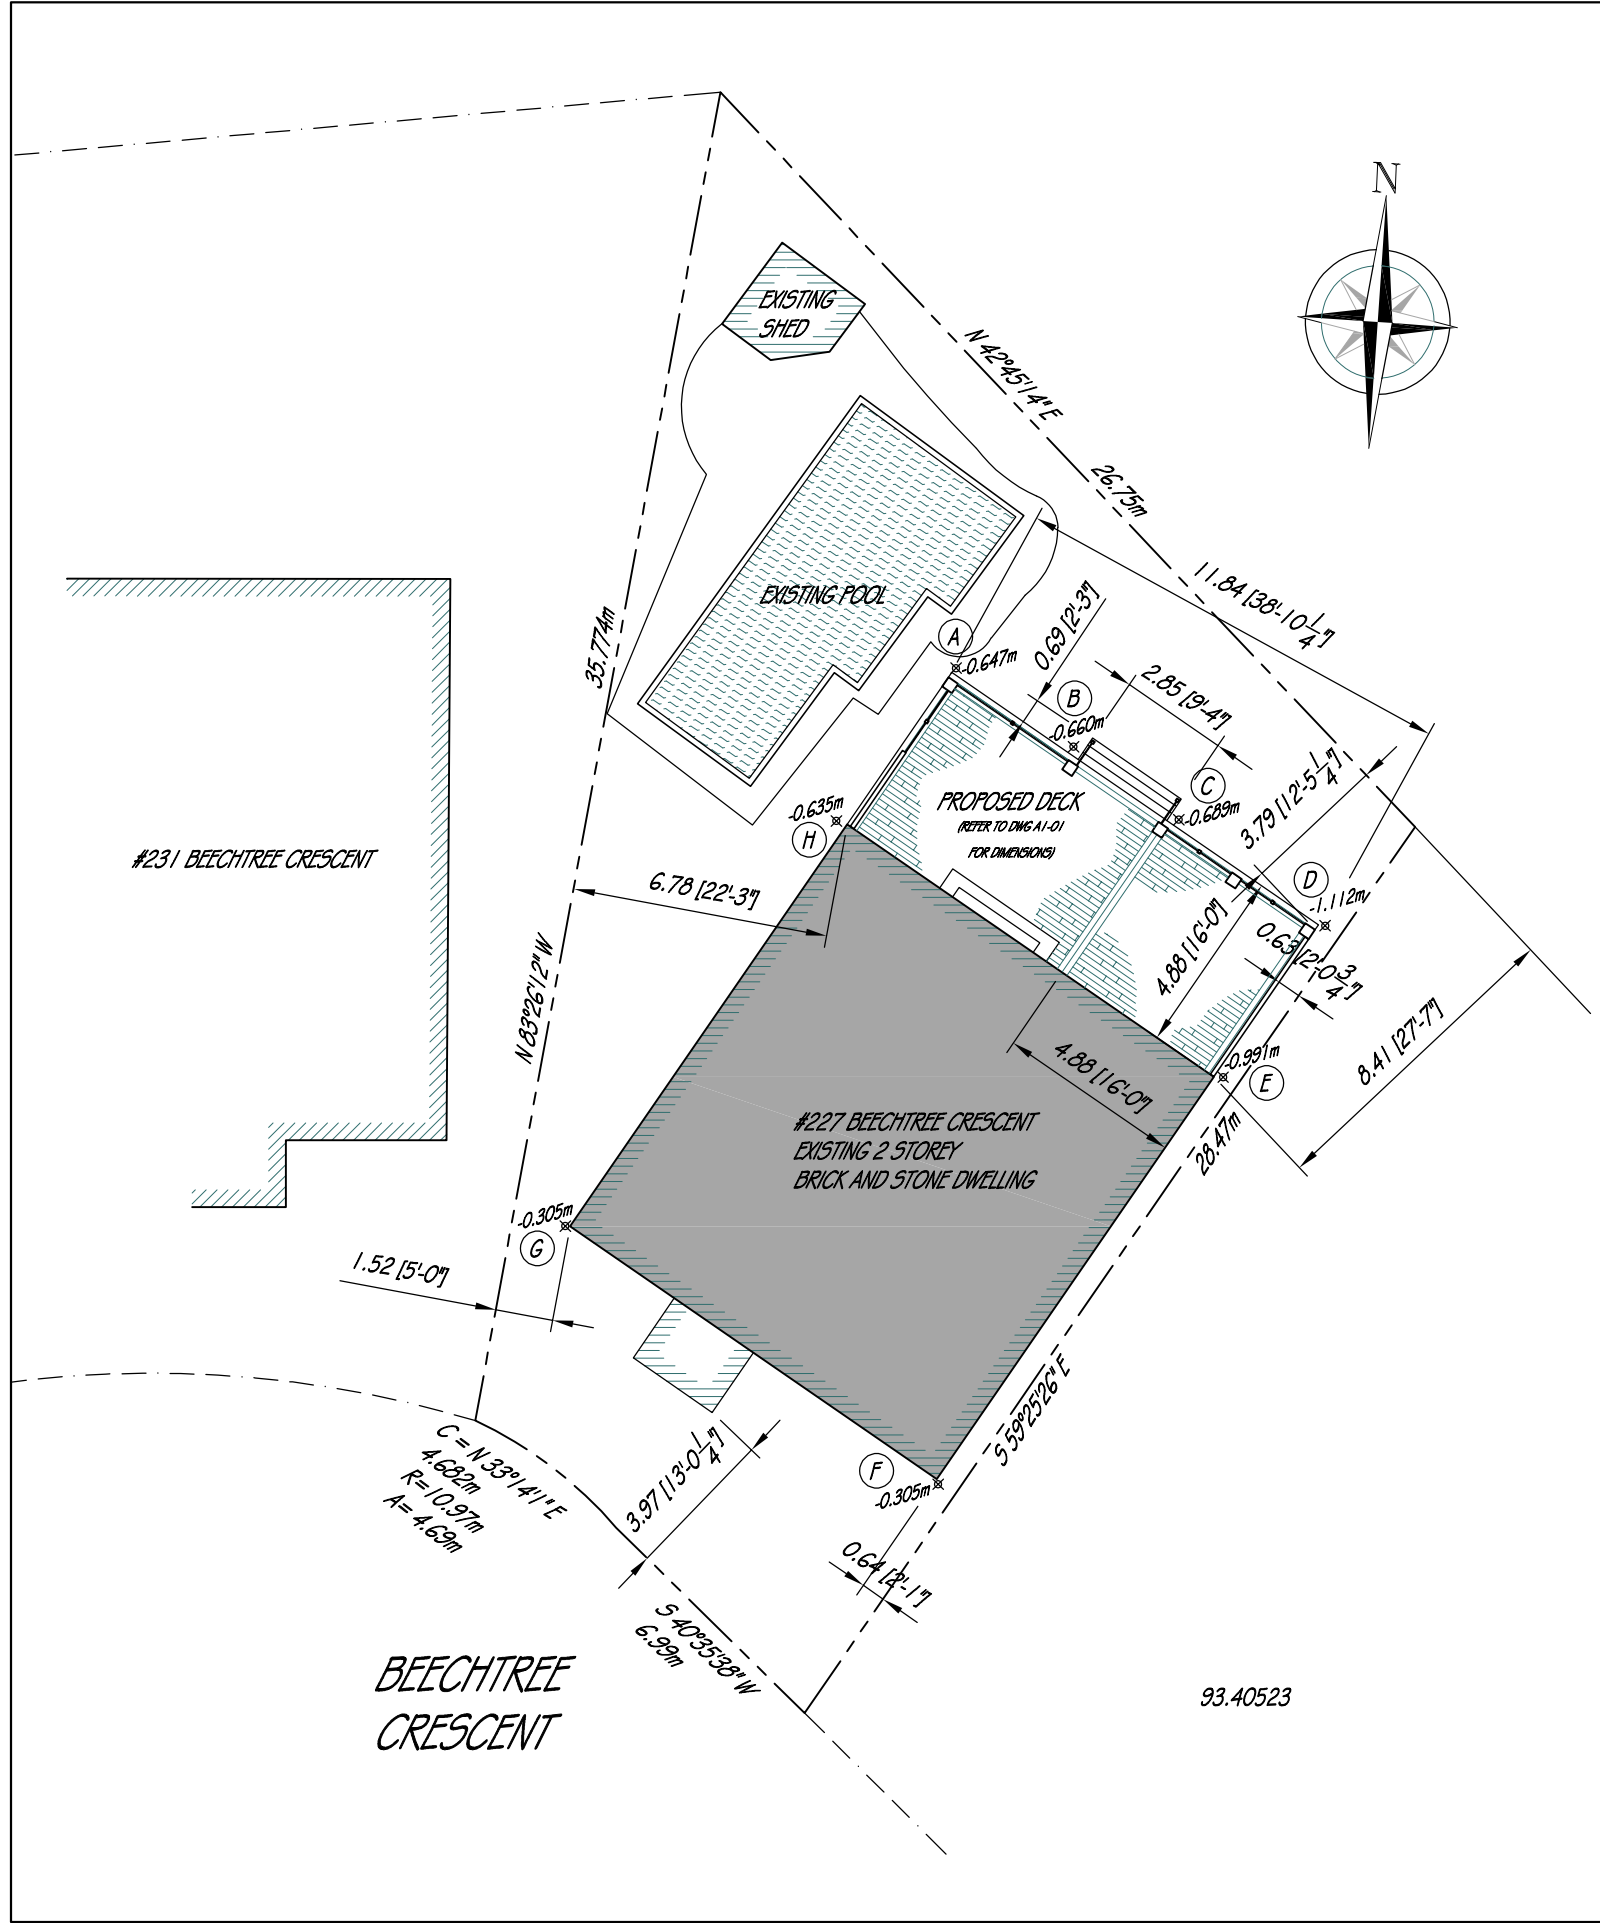 N
EXISTING
SHED
N 42°45'14" E
26.75m
EXISTING POOL
35.774m
11.84 [38'-10 1/4"]
0.69 [2'-3"]
2.85 [9'-4"]
A
-0.647m
B
-0.660m
C
-0.689m
3.79 [12'-5 1/4"]
PROPOSED DECK
(REFER TO DWG A1-01
FOR DIMENSIONS)
-0.635m
H
#231 BEECHTREE CRESCENT
6.78 [22'-3"]
D
-1.112m
0.63 [2'-0 3/4"]
4.88 [16'-0"]
N 83°26'12" W
8.41 [27'-7"]
-0.991m
E
4.88 [16'-0"]
#227 BEECHTREE CRESCENT
EXISTING 2 STOREY
BRICK AND STONE DWELLING
28.47m
-0.305m
G
1.52 [5'-0"]
S 59°25'26" E
C = N 33°14'1" E
4.682m
R=10.97m
A= 4.69m
3.97 [13'-0 1/4"]
F
-0.305m
0.64 [2'-1"]
S 40°35'38" W
6.99m
BEECHTREE
CRESCENT
93.40523